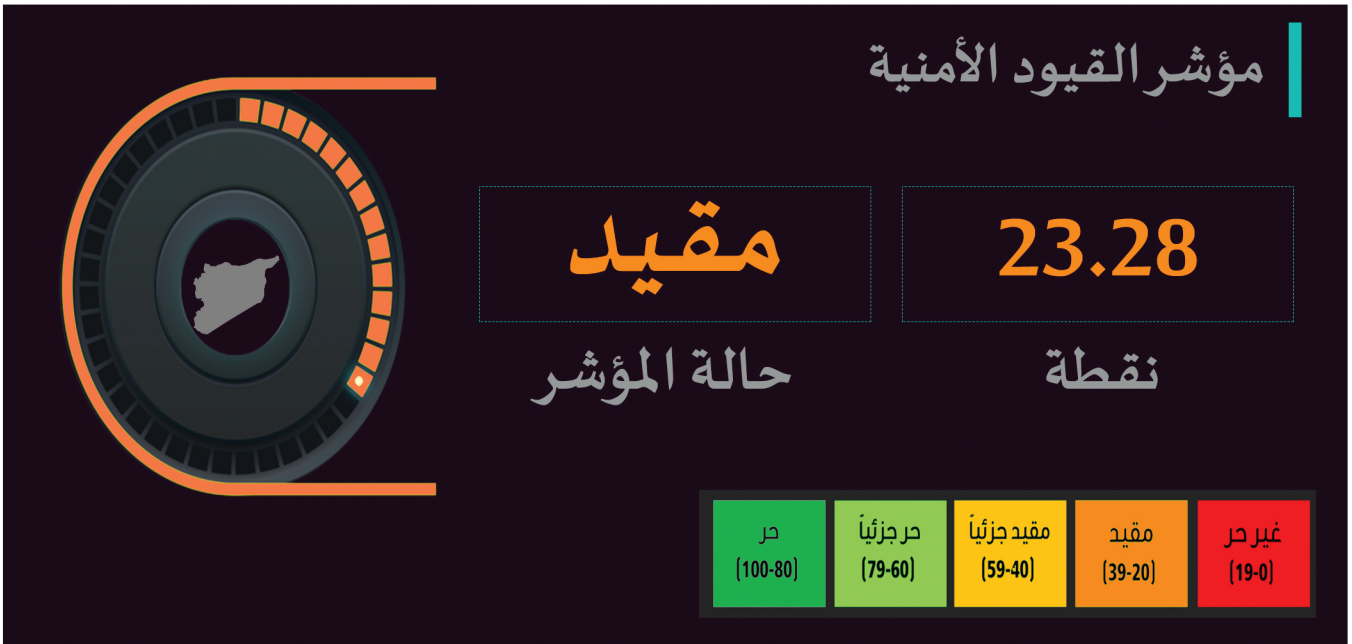 مؤشر القيود الأمنية
23.28
نقطة
مقيد
حالة المؤشر
غير حر
(19-0)
مقيد
(39-20)
مقيد جزئياً
(59-40)
حر جزئياً
(79-60)
حر
(100-80)